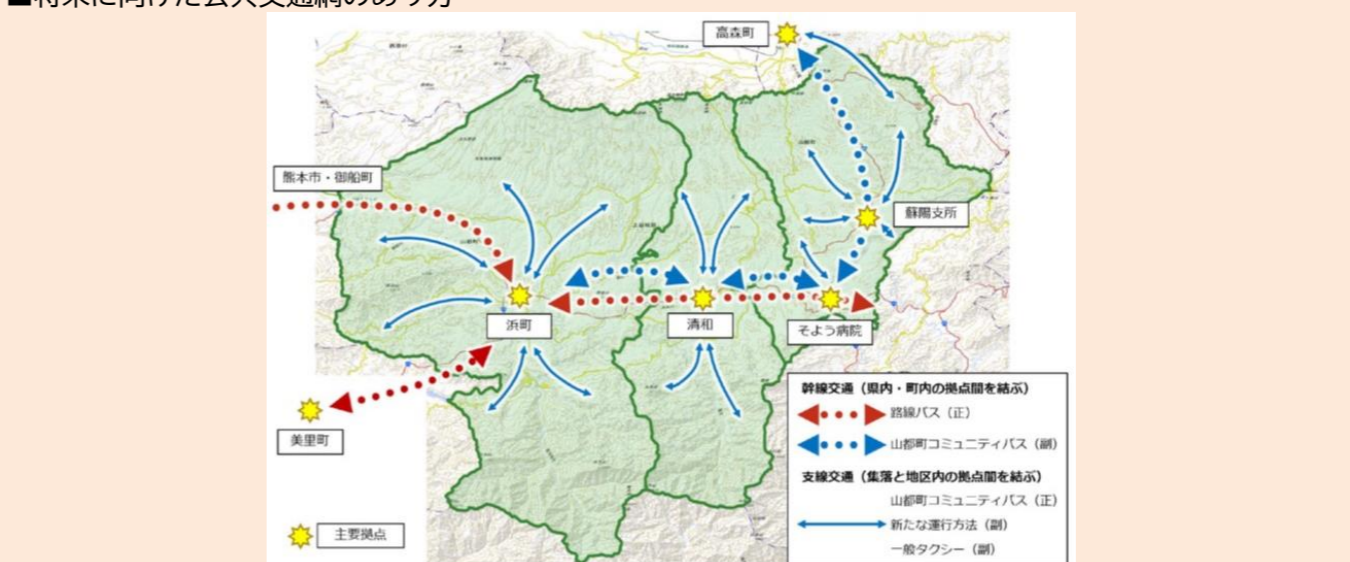 ■将来に向けた公共交通網のあり方
高森町
熊本市・御船町
蘇陽支所
浜町
清和
そよう病院
美里町
主要拠点
幹線交通（県内・町内の拠点間を結ぶ）
路線バス（正）
山都町コミュニティバス（副）
支線交通（集落と地区内の拠点間を結ぶ）
山都町コミュニティバス（正）
新たな運行方法（副）
一般タクシー（副）